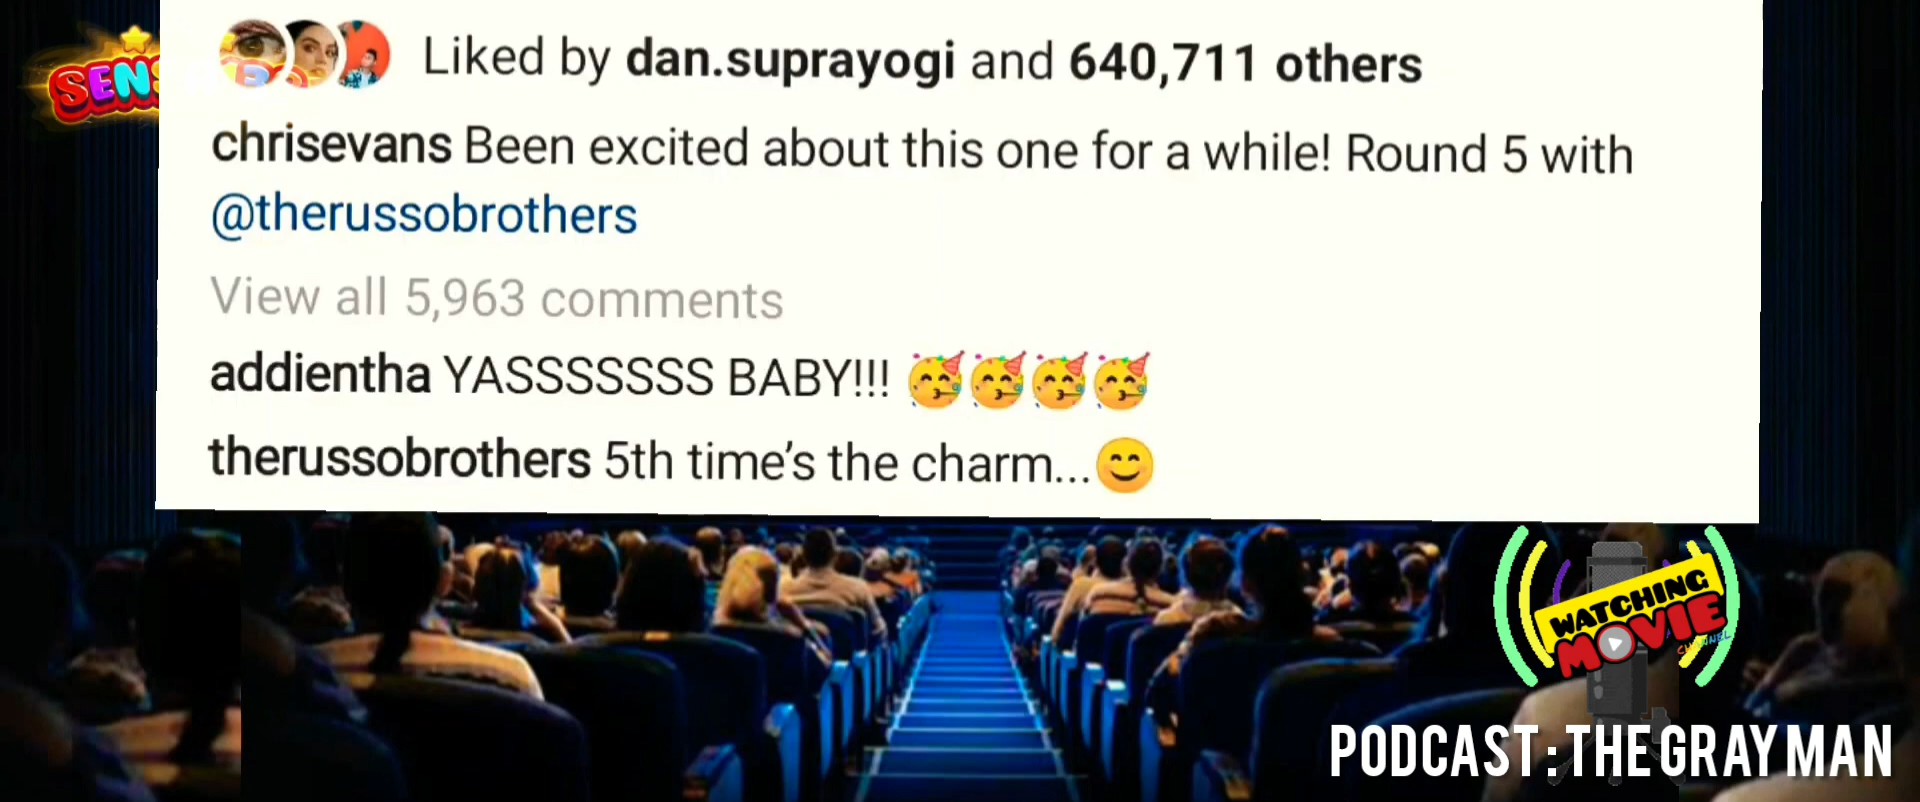 SENS
Liked by dan.suprayogi and 640,711 others
chrisevans Been excited about this one for a while! Round 5 with
@therussobrothers
View all 5,963 comments
addientha YASSSSSSS BABY!!! 🥳🥳🥳🥳
therussobrothers 5th time's the charm...😊
WATCHING
MOVIE
CHANNEL
PODCAST : THE GRAY MAN